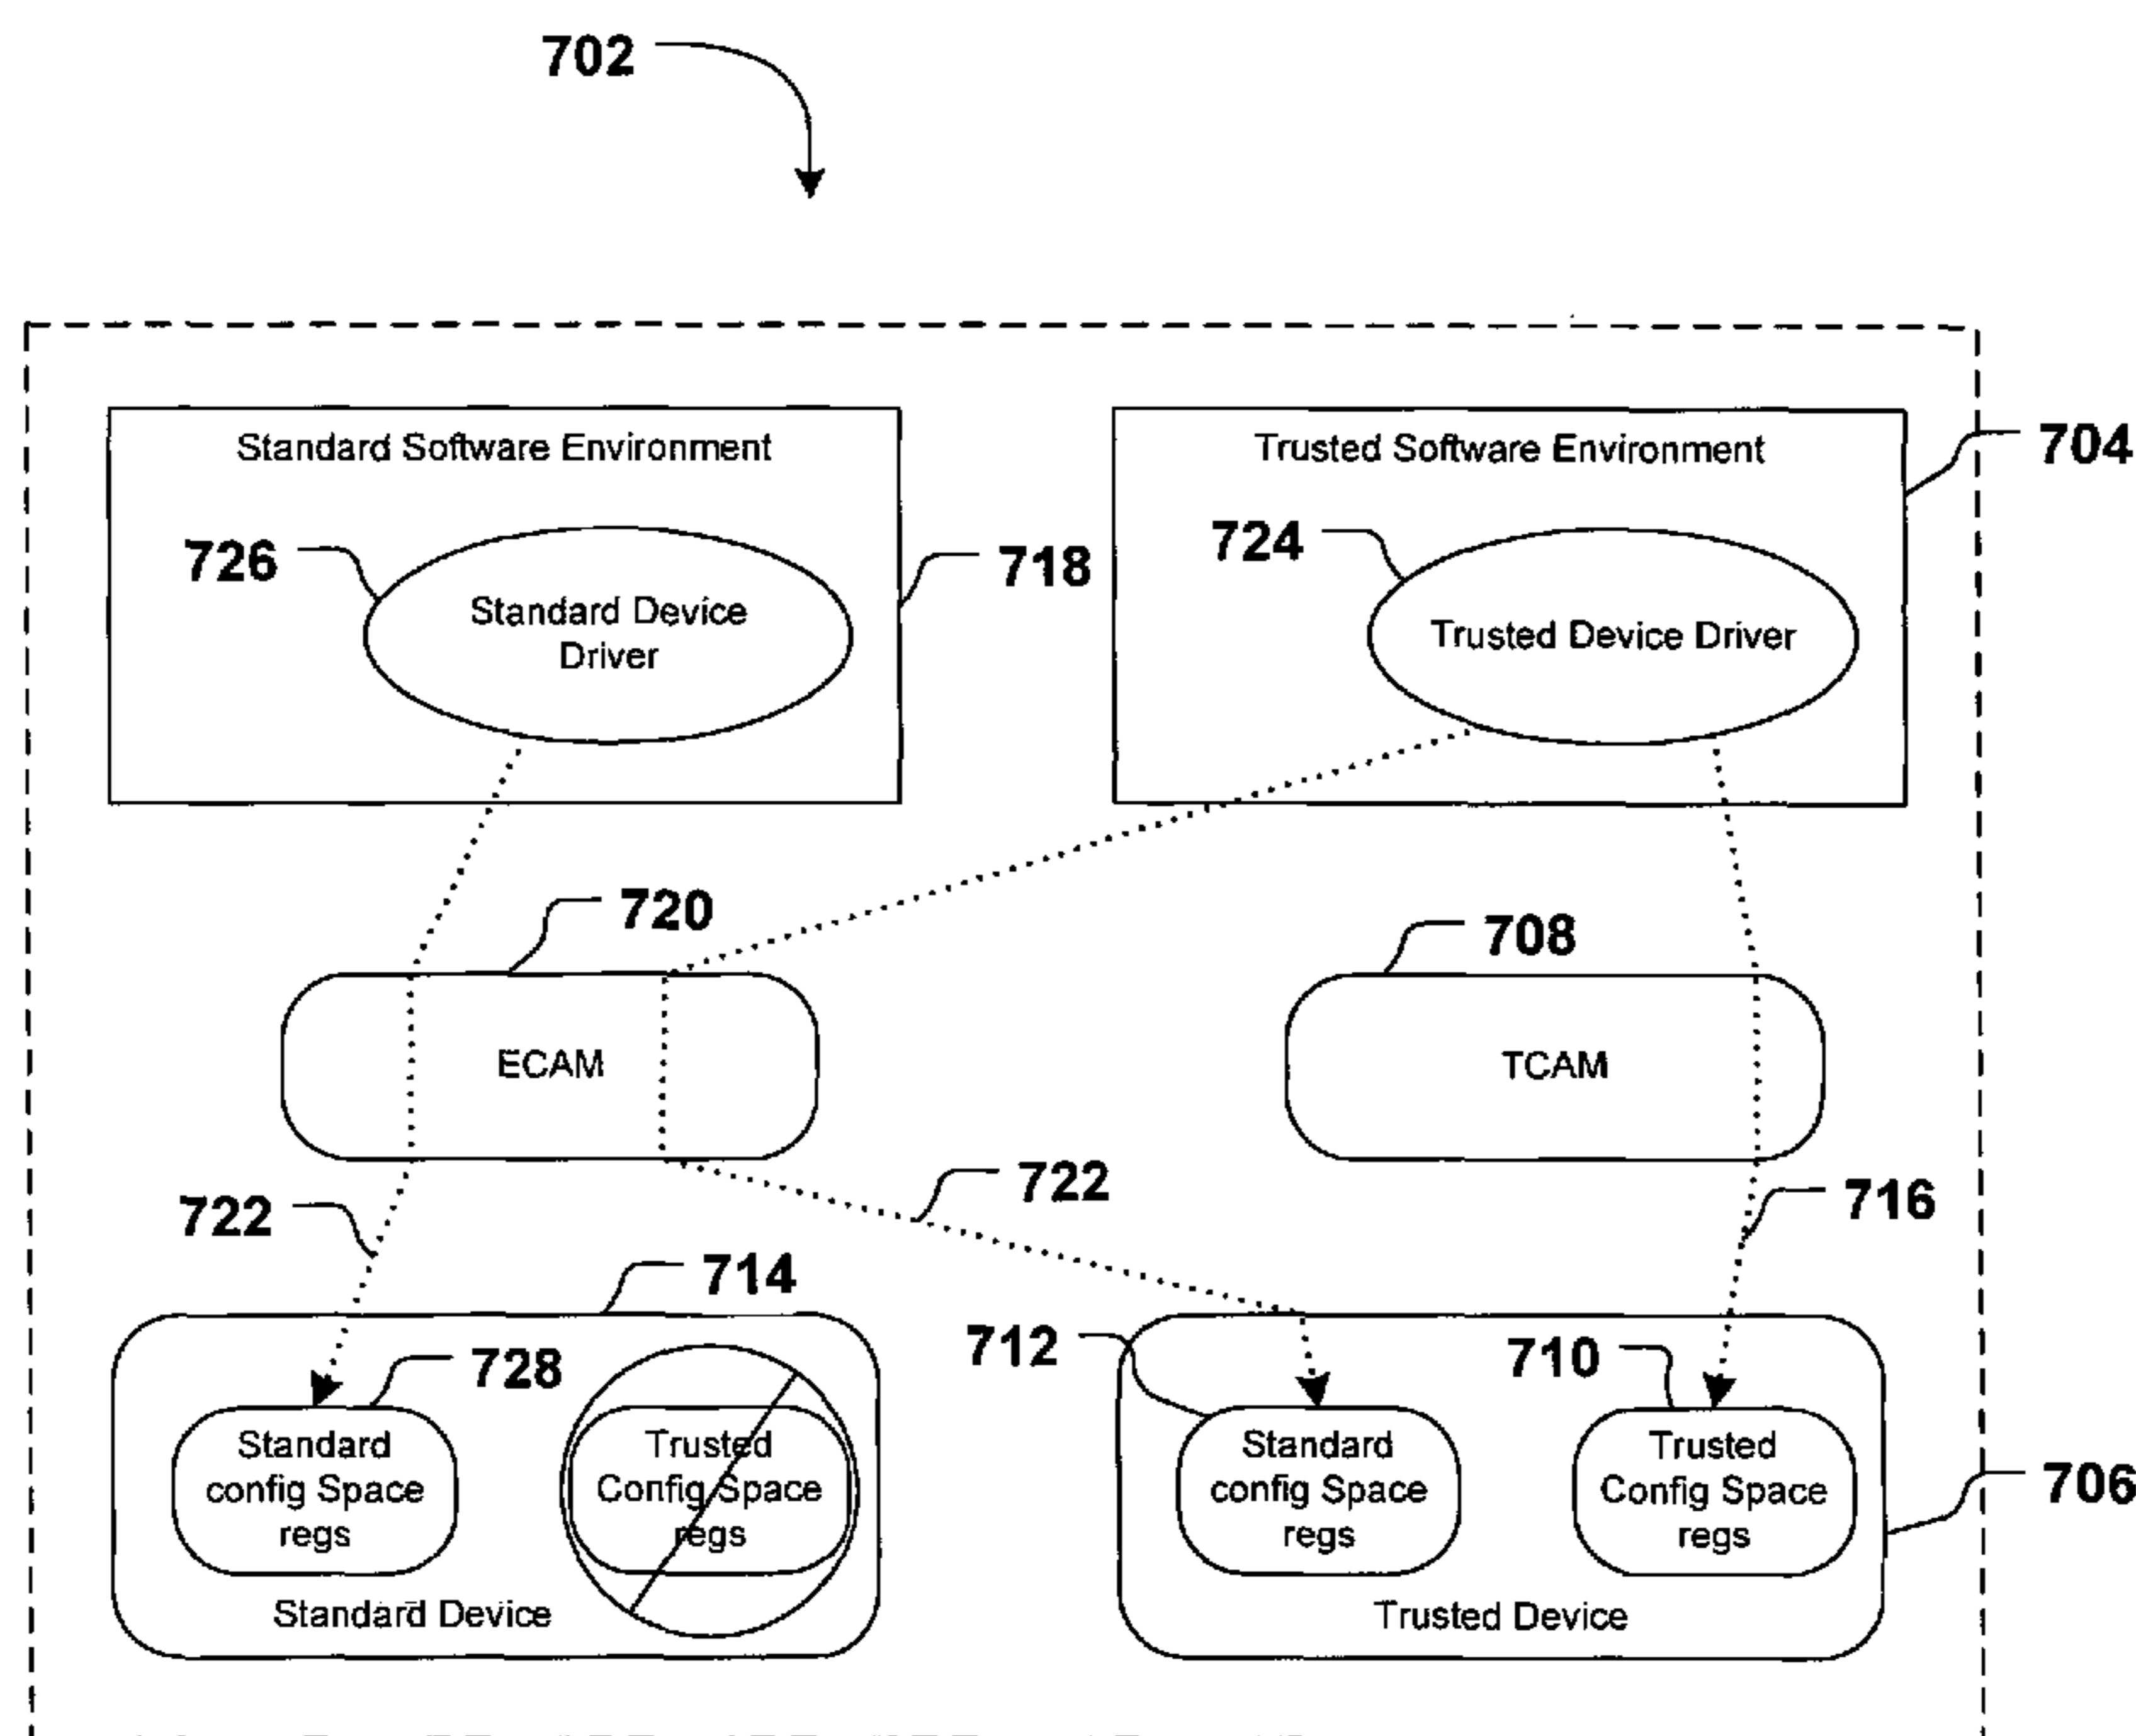 702
Standard Software Environment
Trusted Software Environment
704
726
718
724
Standard Device
Driver
Trusted Device Driver
720
708
ECAM
TCAM
722
722
716
714
712
710
728
Standard
config Space
regs
Trusted
Config Space
regs
Standard
config Space
regs
Trusted
Config Space
regs
706
Standard Device
Trusted Device